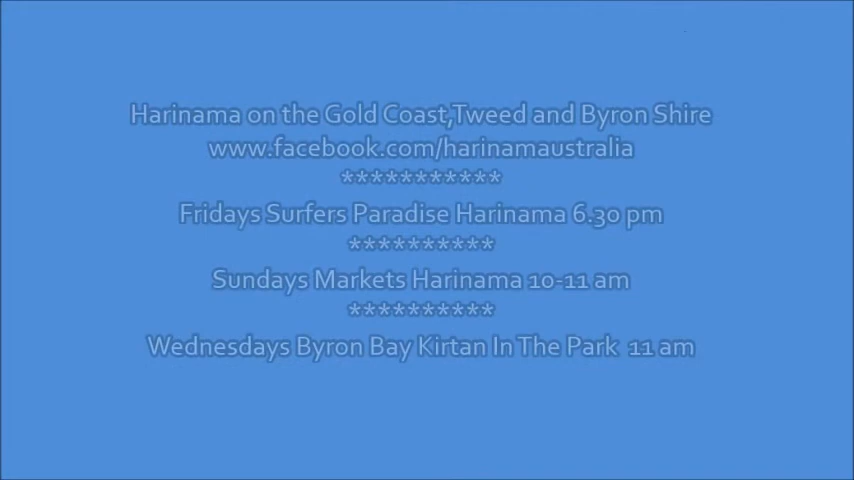 Harinama on the Gold Coast,Tweed and Byron Shire
www.facebook.com/harinamaustralia
***********
Fridays Surfers Paradise Harinama 6.30 pm
**********
Sundays Markets Harinama 10-11 am
**********
Wednesdays Byron Bay Kirtan In The Park 11 am